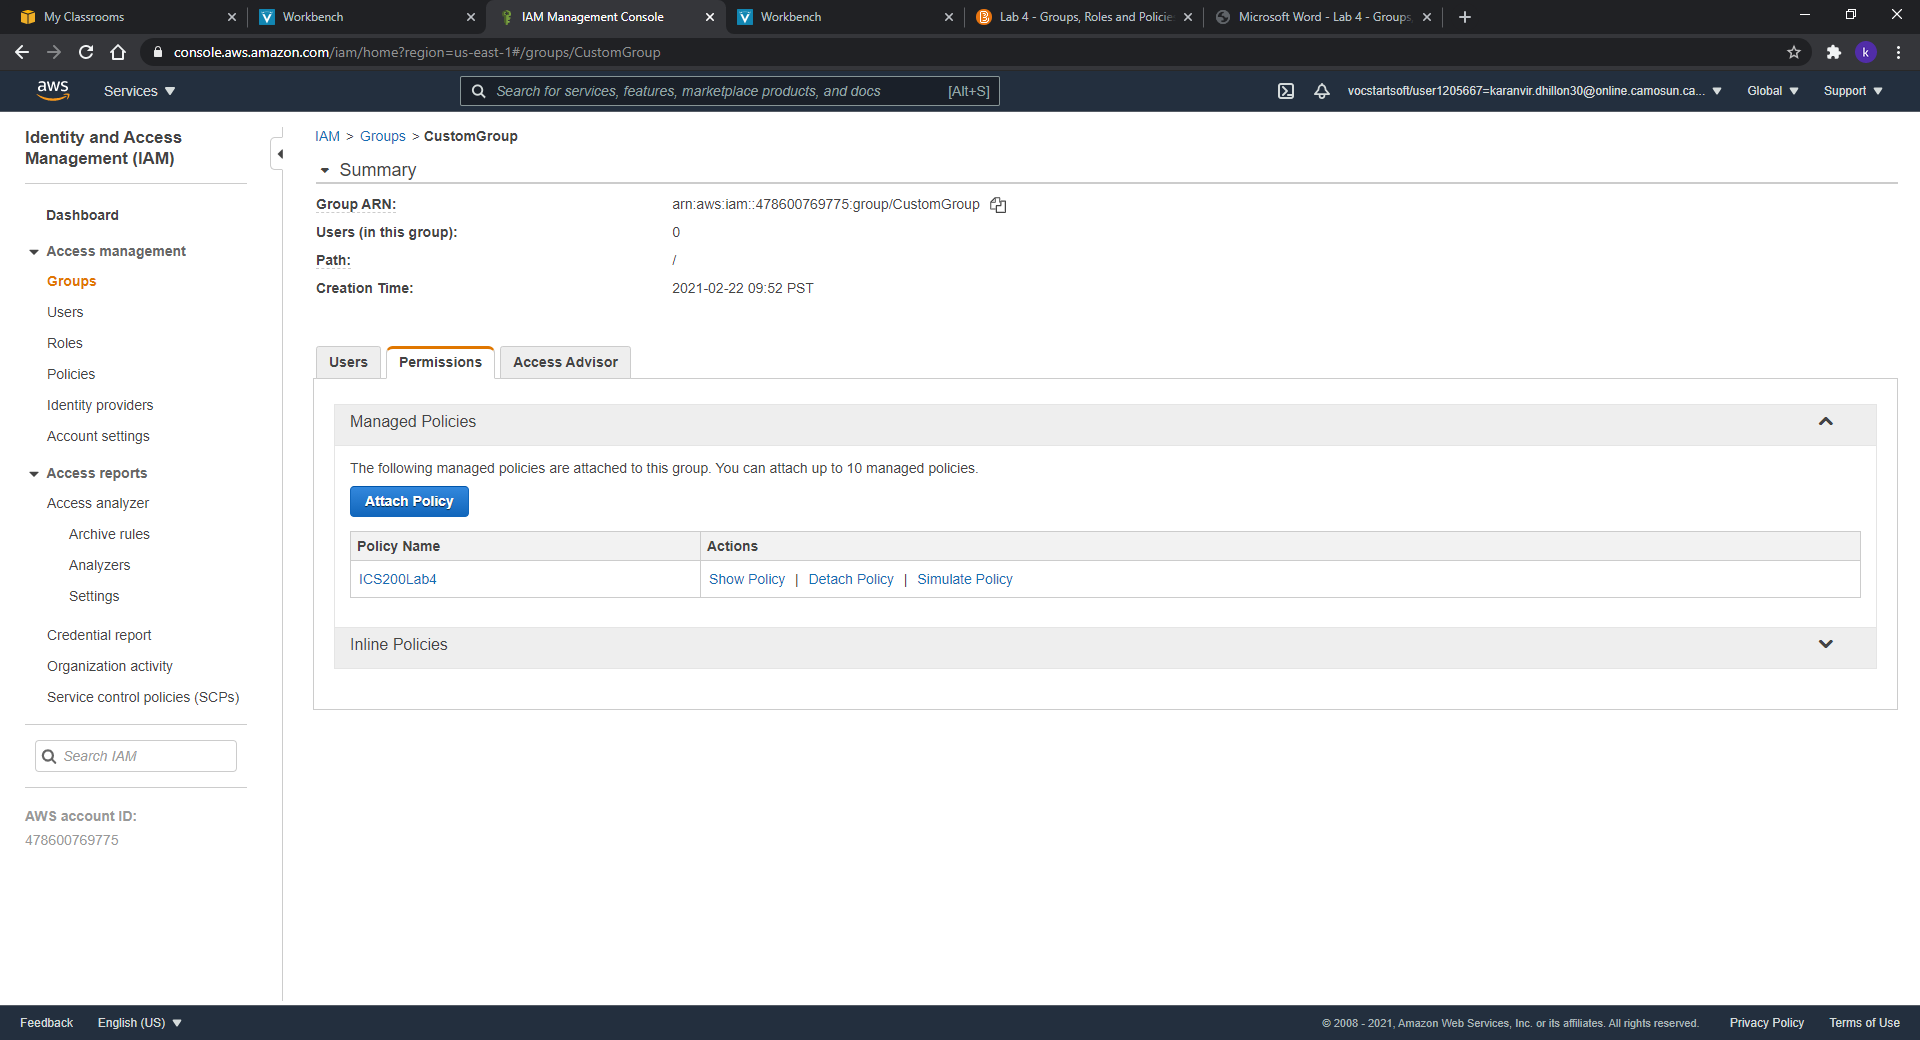 My Classrooms
Workbench
IAM Management Console
Workbench
Lab 4 - Groups, Roles and Policie
Microsoft Word - Lab 4 - Groups,
console.aws.amazon.com/iam/home?region=us-east-1#/groups/CustomGroup
k
aws
Services
Search for services, features, marketplace products, and docs
[Alt+S]
vocstartsoft/user1205667=karanvir.dhillon30@online.camosun.ca...
Global
Support
Identity and Access
Management (IAM)
Dashboard
Access management
Groups
Users
Roles
Policies
Identity providers
Account settings
Access reports
Access analyzer
Archive rules
Analyzers
Settings
Credential report
Organization activity
Service control policies (SCPs)
Search IAM
AWS account ID:
478600769775
IAM > Groups > CustomGroup
Summary
Group ARN: arn:aws:iam::478600769775:group/CustomGroup
Users (in this group): 0
Path: /
Creation Time: 2021-02-22 09:52 PST
Users
Permissions
Access Advisor
Managed Policies
The following managed policies are attached to this group. You can attach up to 10 managed policies.
Attach Policy
Policy Name Actions
ICS200Lab4 Show Policy | Detach Policy | Simulate Policy
Inline Policies
Feedback
English (US)
© 2008 - 2021, Amazon Web Services, Inc. or its affiliates. All rights reserved.
Privacy Policy
Terms of Use